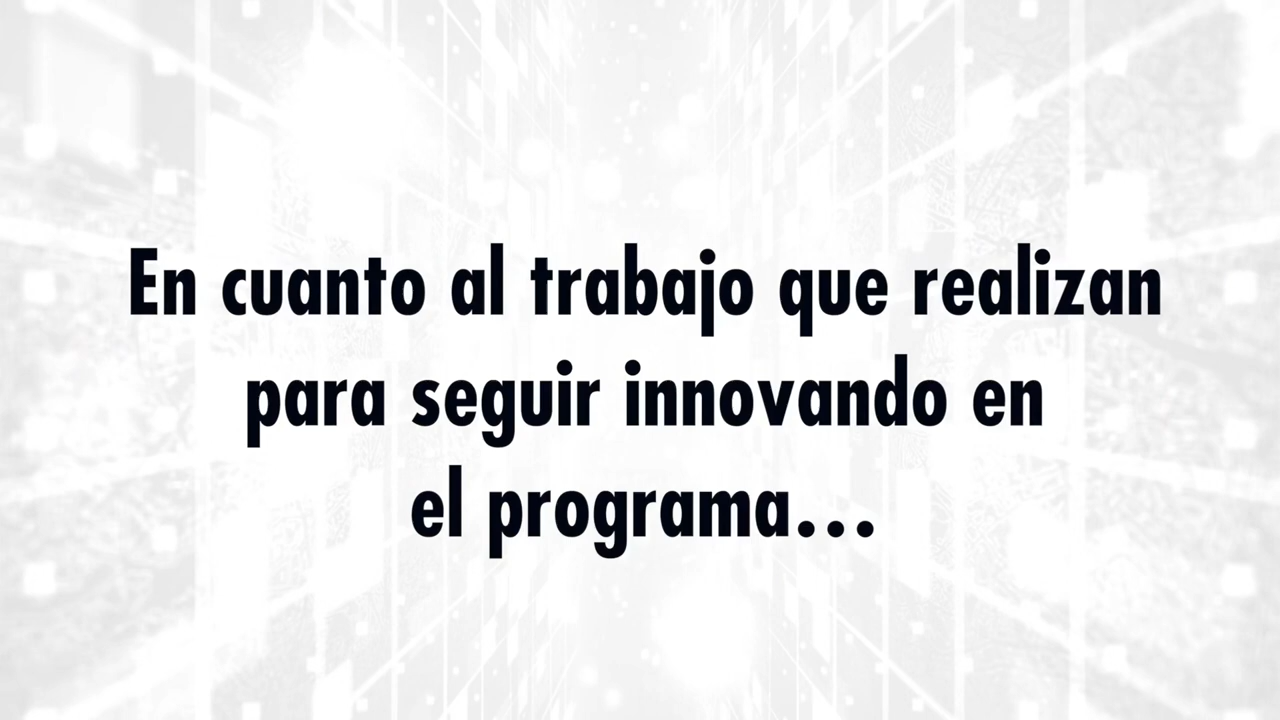 En cuanto al trabajo que realizan
para seguir innovando en
el programa...